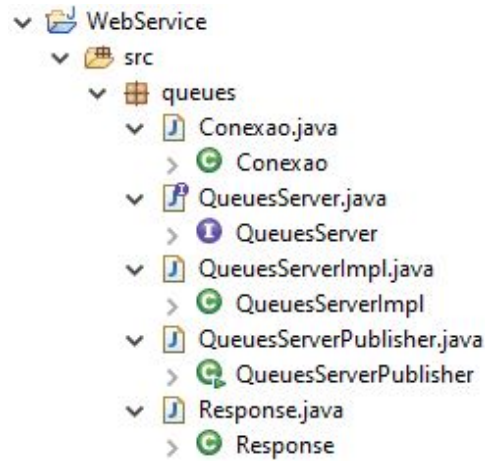 WebService
src
queues
Conexao.java
Conexao
QueuesServer.java
QueuesServer
QueuesServerImpl.java
QueuesServerImpl
QueuesServerPublisher.java
QueuesServerPublisher
Response.java
Response